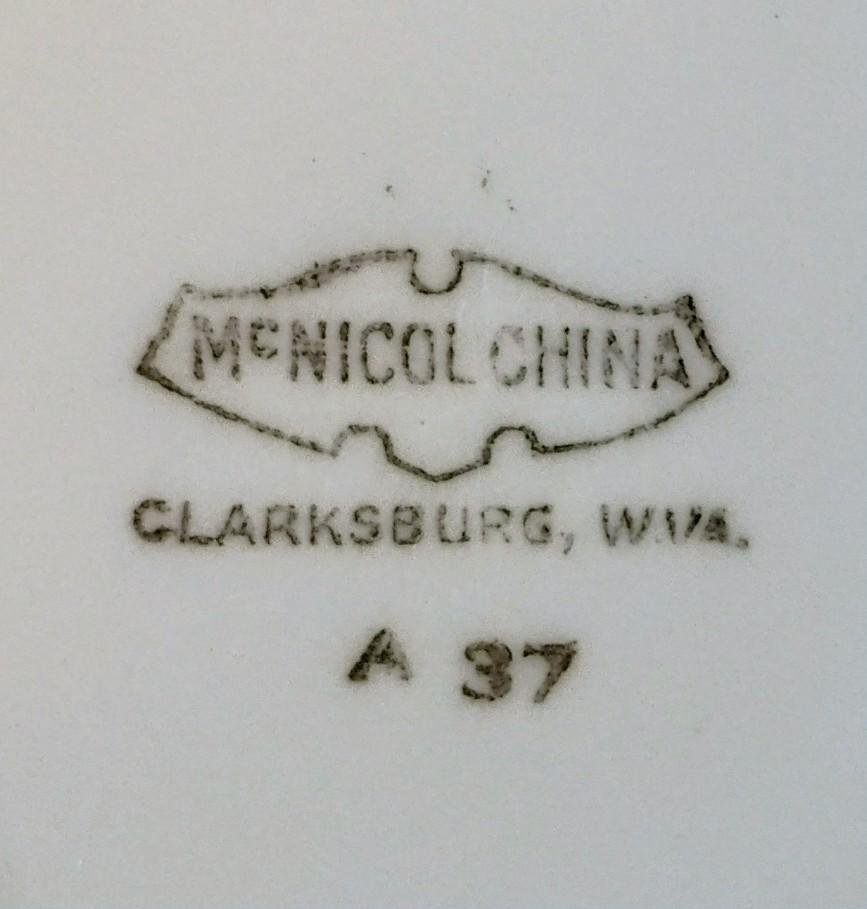 McNICOL CHINA
CLARKSBURG, W.VA.
A 37